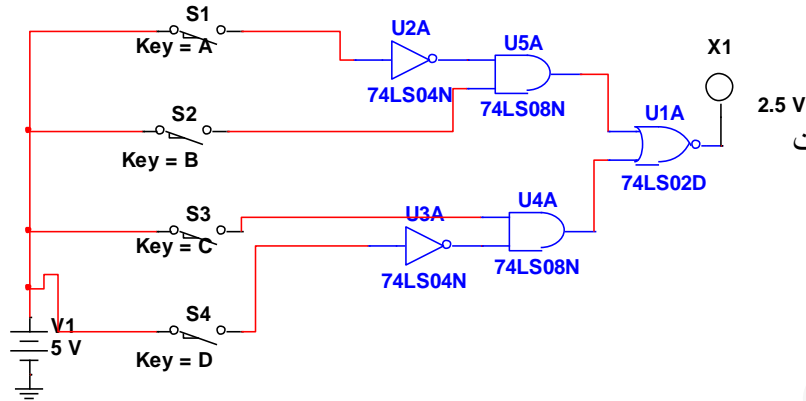 S1
Key = A
U2A
74LS04N
U5A
74LS08N
X1
2.5 V
S2
Key = B
U1A
74LS02D
S3
Key = C
U3A
74LS04N
U4A
74LS08N
V1
5 V
S4
Key = D